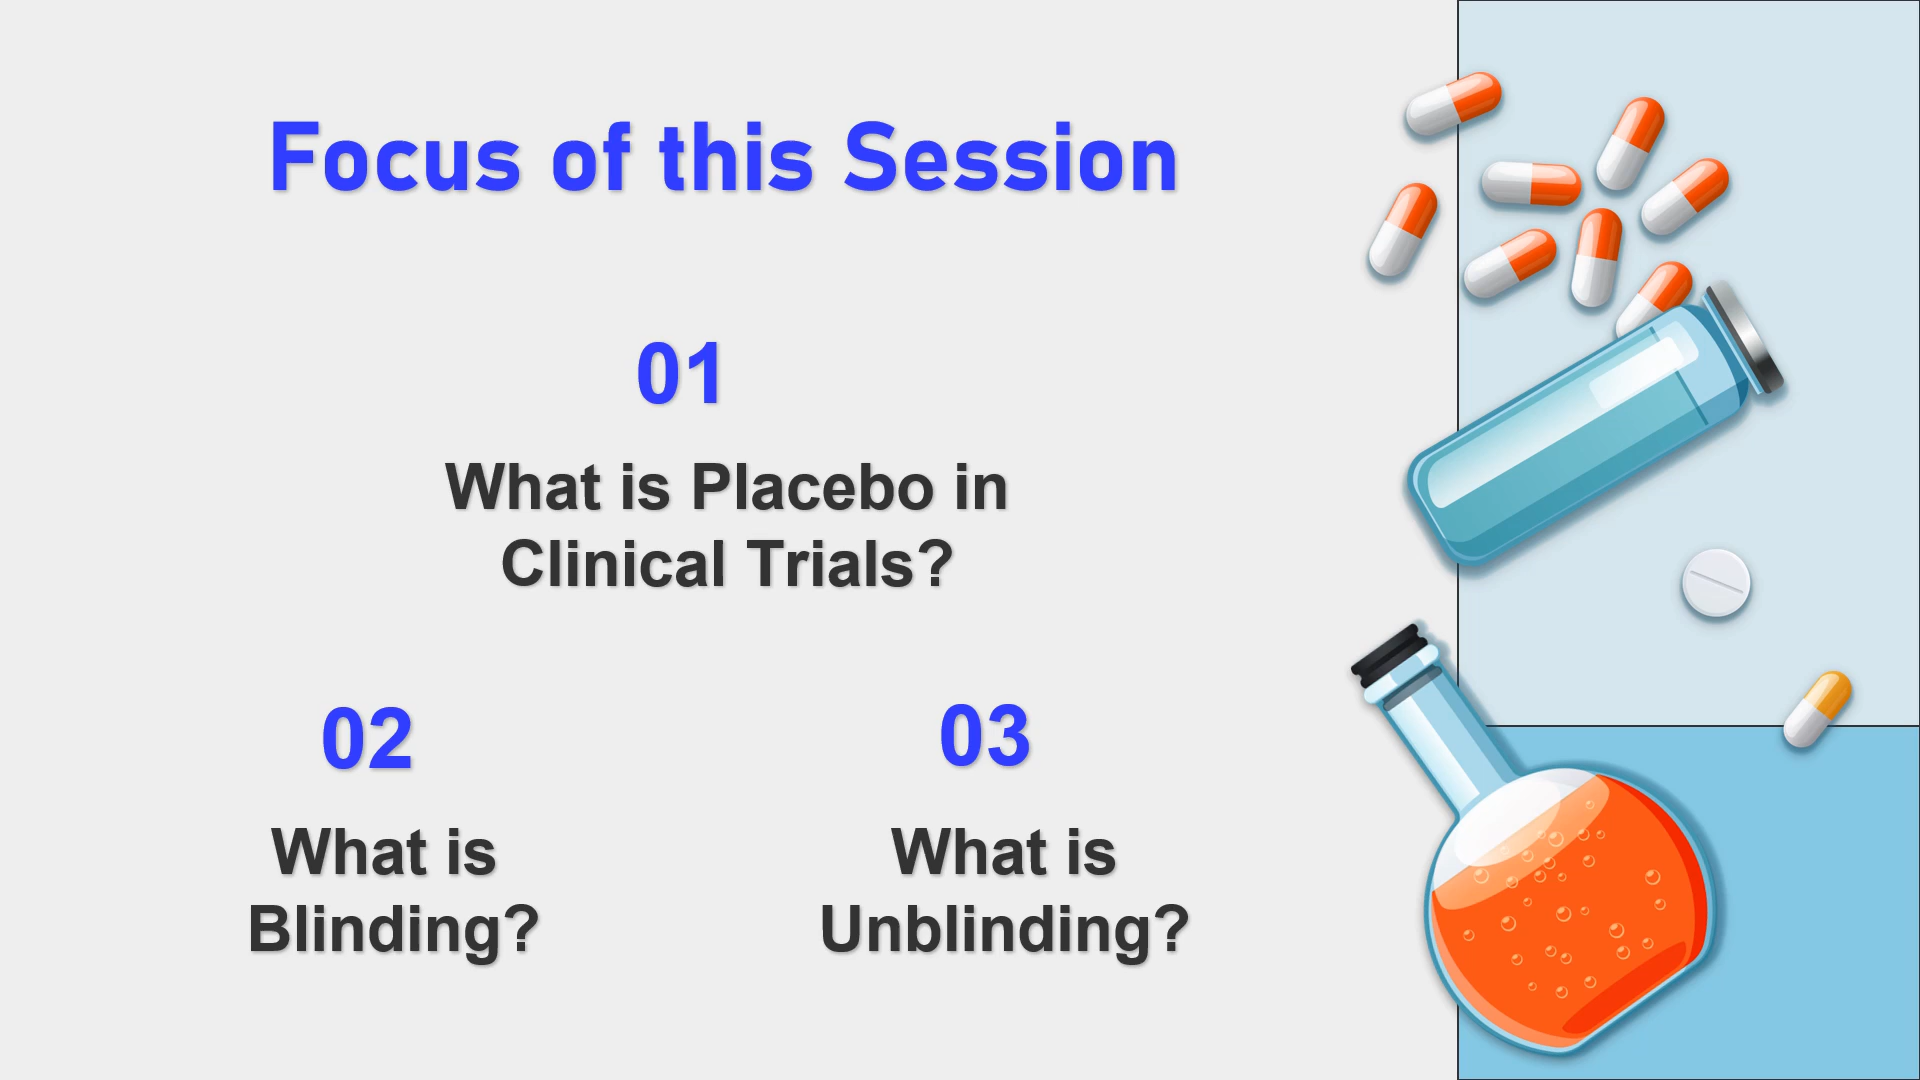 Focus of this Session
01
What is Placebo in
Clinical Trials?
02
What is
Blinding?
03
What is
Unblinding?